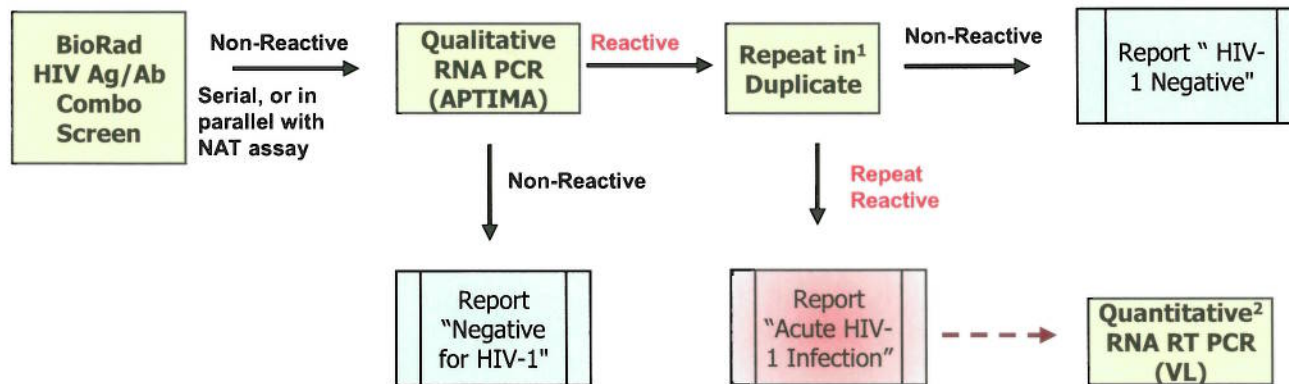 BioRad
HIV Ag/Ab
Combo
Screen
Non-Reactive
Serial, or in
parallel with
NAT assay
Qualitative
RNA PCR
(APTIMA)
Reactive
Repeat in¹
Duplicate
Non-Reactive
Report “ HIV-
1 Negative"
Non-Reactive
Repeat
Reactive
Report
“Negative
for HIV-1"
Report
“Acute HIV-
1 Infection”
Quantitative²
RNA RT PCR
(VL)